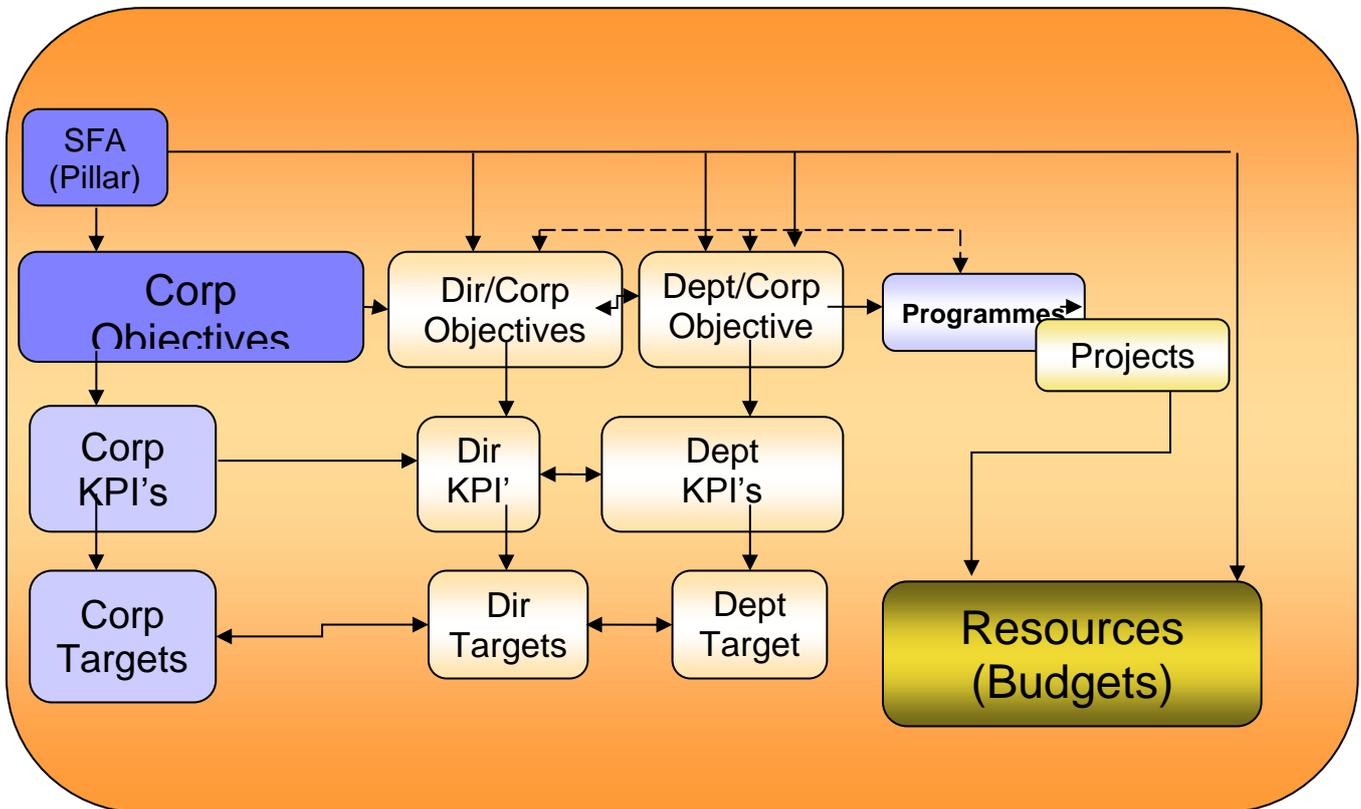 SFA
(Pillar)
Corp
Objectives
Dir/Corp
Objectives
Dept/Corp
Objective
Programmes
Projects
Corp
KPI’s
Dir
KPI’
Dept
KPI’s
Corp
Targets
Dir
Targets
Dept
Target
Resources
(Budgets)